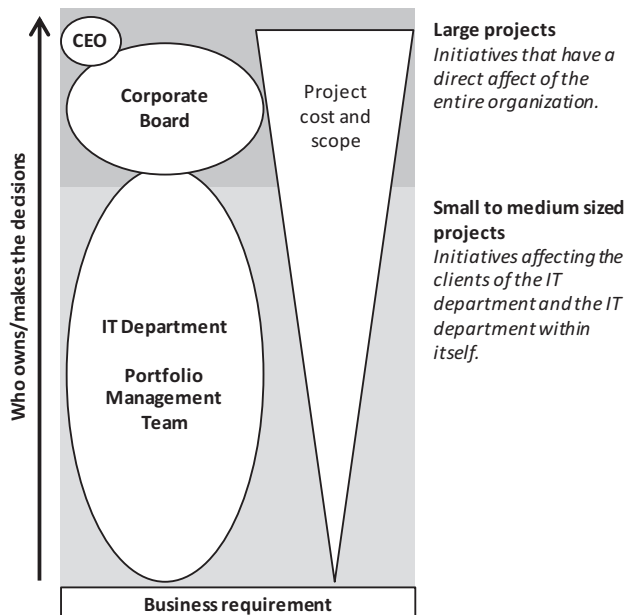 Who owns/makes the decisions
CEO
Corporate
Board
Project
cost and
scope
IT Department
Portfolio
Management
Team
Business requirement
Large projects
Initiatives that have a
direct affect of the
entire organization.
Small to medium sized
projects
Initiatives affecting the
clients of the IT
department and the IT
department within
itself.